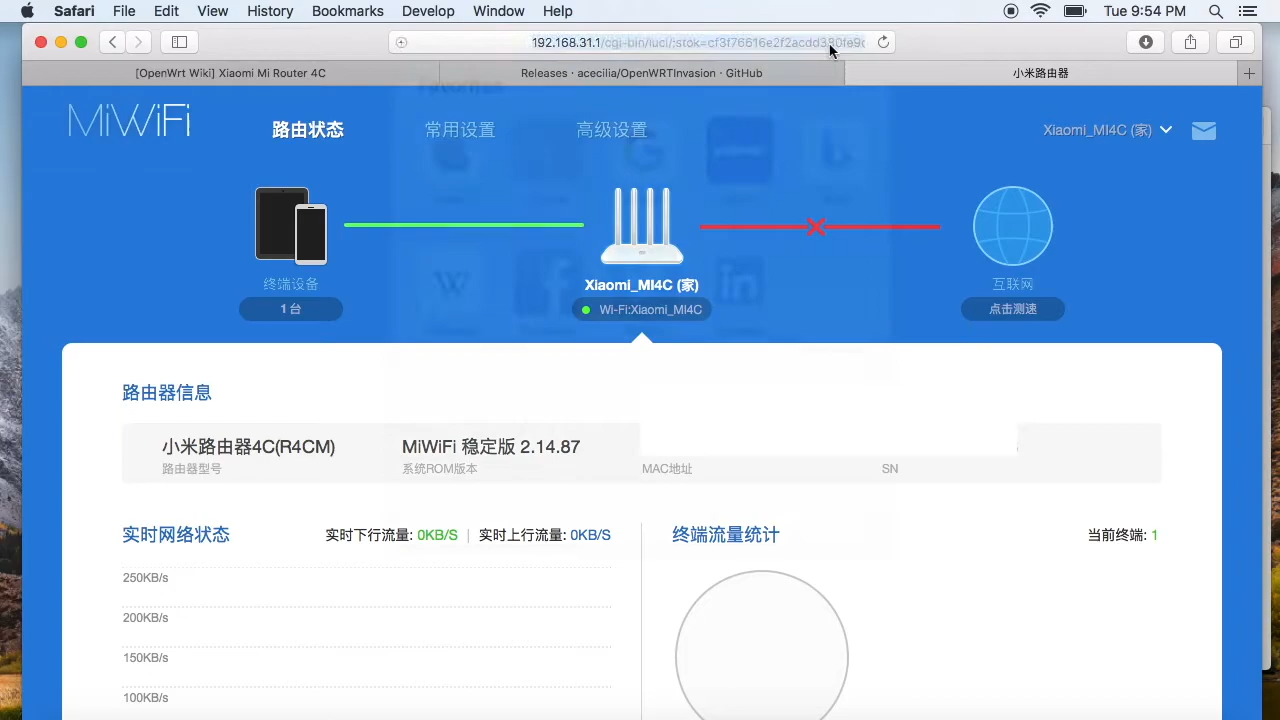 Safari File Edit View History Bookmarks Develop Window Help Tue 9:54 PM
192.168.31.1/cgi-bin/luci/;stok=cf3f76616e2f2acdd330fe9c
[OpenWrt Wiki] Xiaomi Mi Router 4C Releases · acecilia/OpenWRTInvasion · GitHub 小米路由器
Favorites
MiWiFi 路由状态 常用设置 高级设置 Xiaomi_MI4C (家)
终端设备 Xiaomi_MI4C (家) 互联网
1 台 Wi-Fi:Xiaomi_MI4C 点击测速
路由器信息
小米路由器4C(R4CM) MiWiFi 稳定版 2.14.87
路由器型号 系统ROM版本 MAC地址 SN
实时网络状态 实时下行流量: 0KB/S | 实时上行流量: 0KB/S 终端流量统计 当前终端: 1
250KB/s
200KB/s
150KB/s
100KB/s